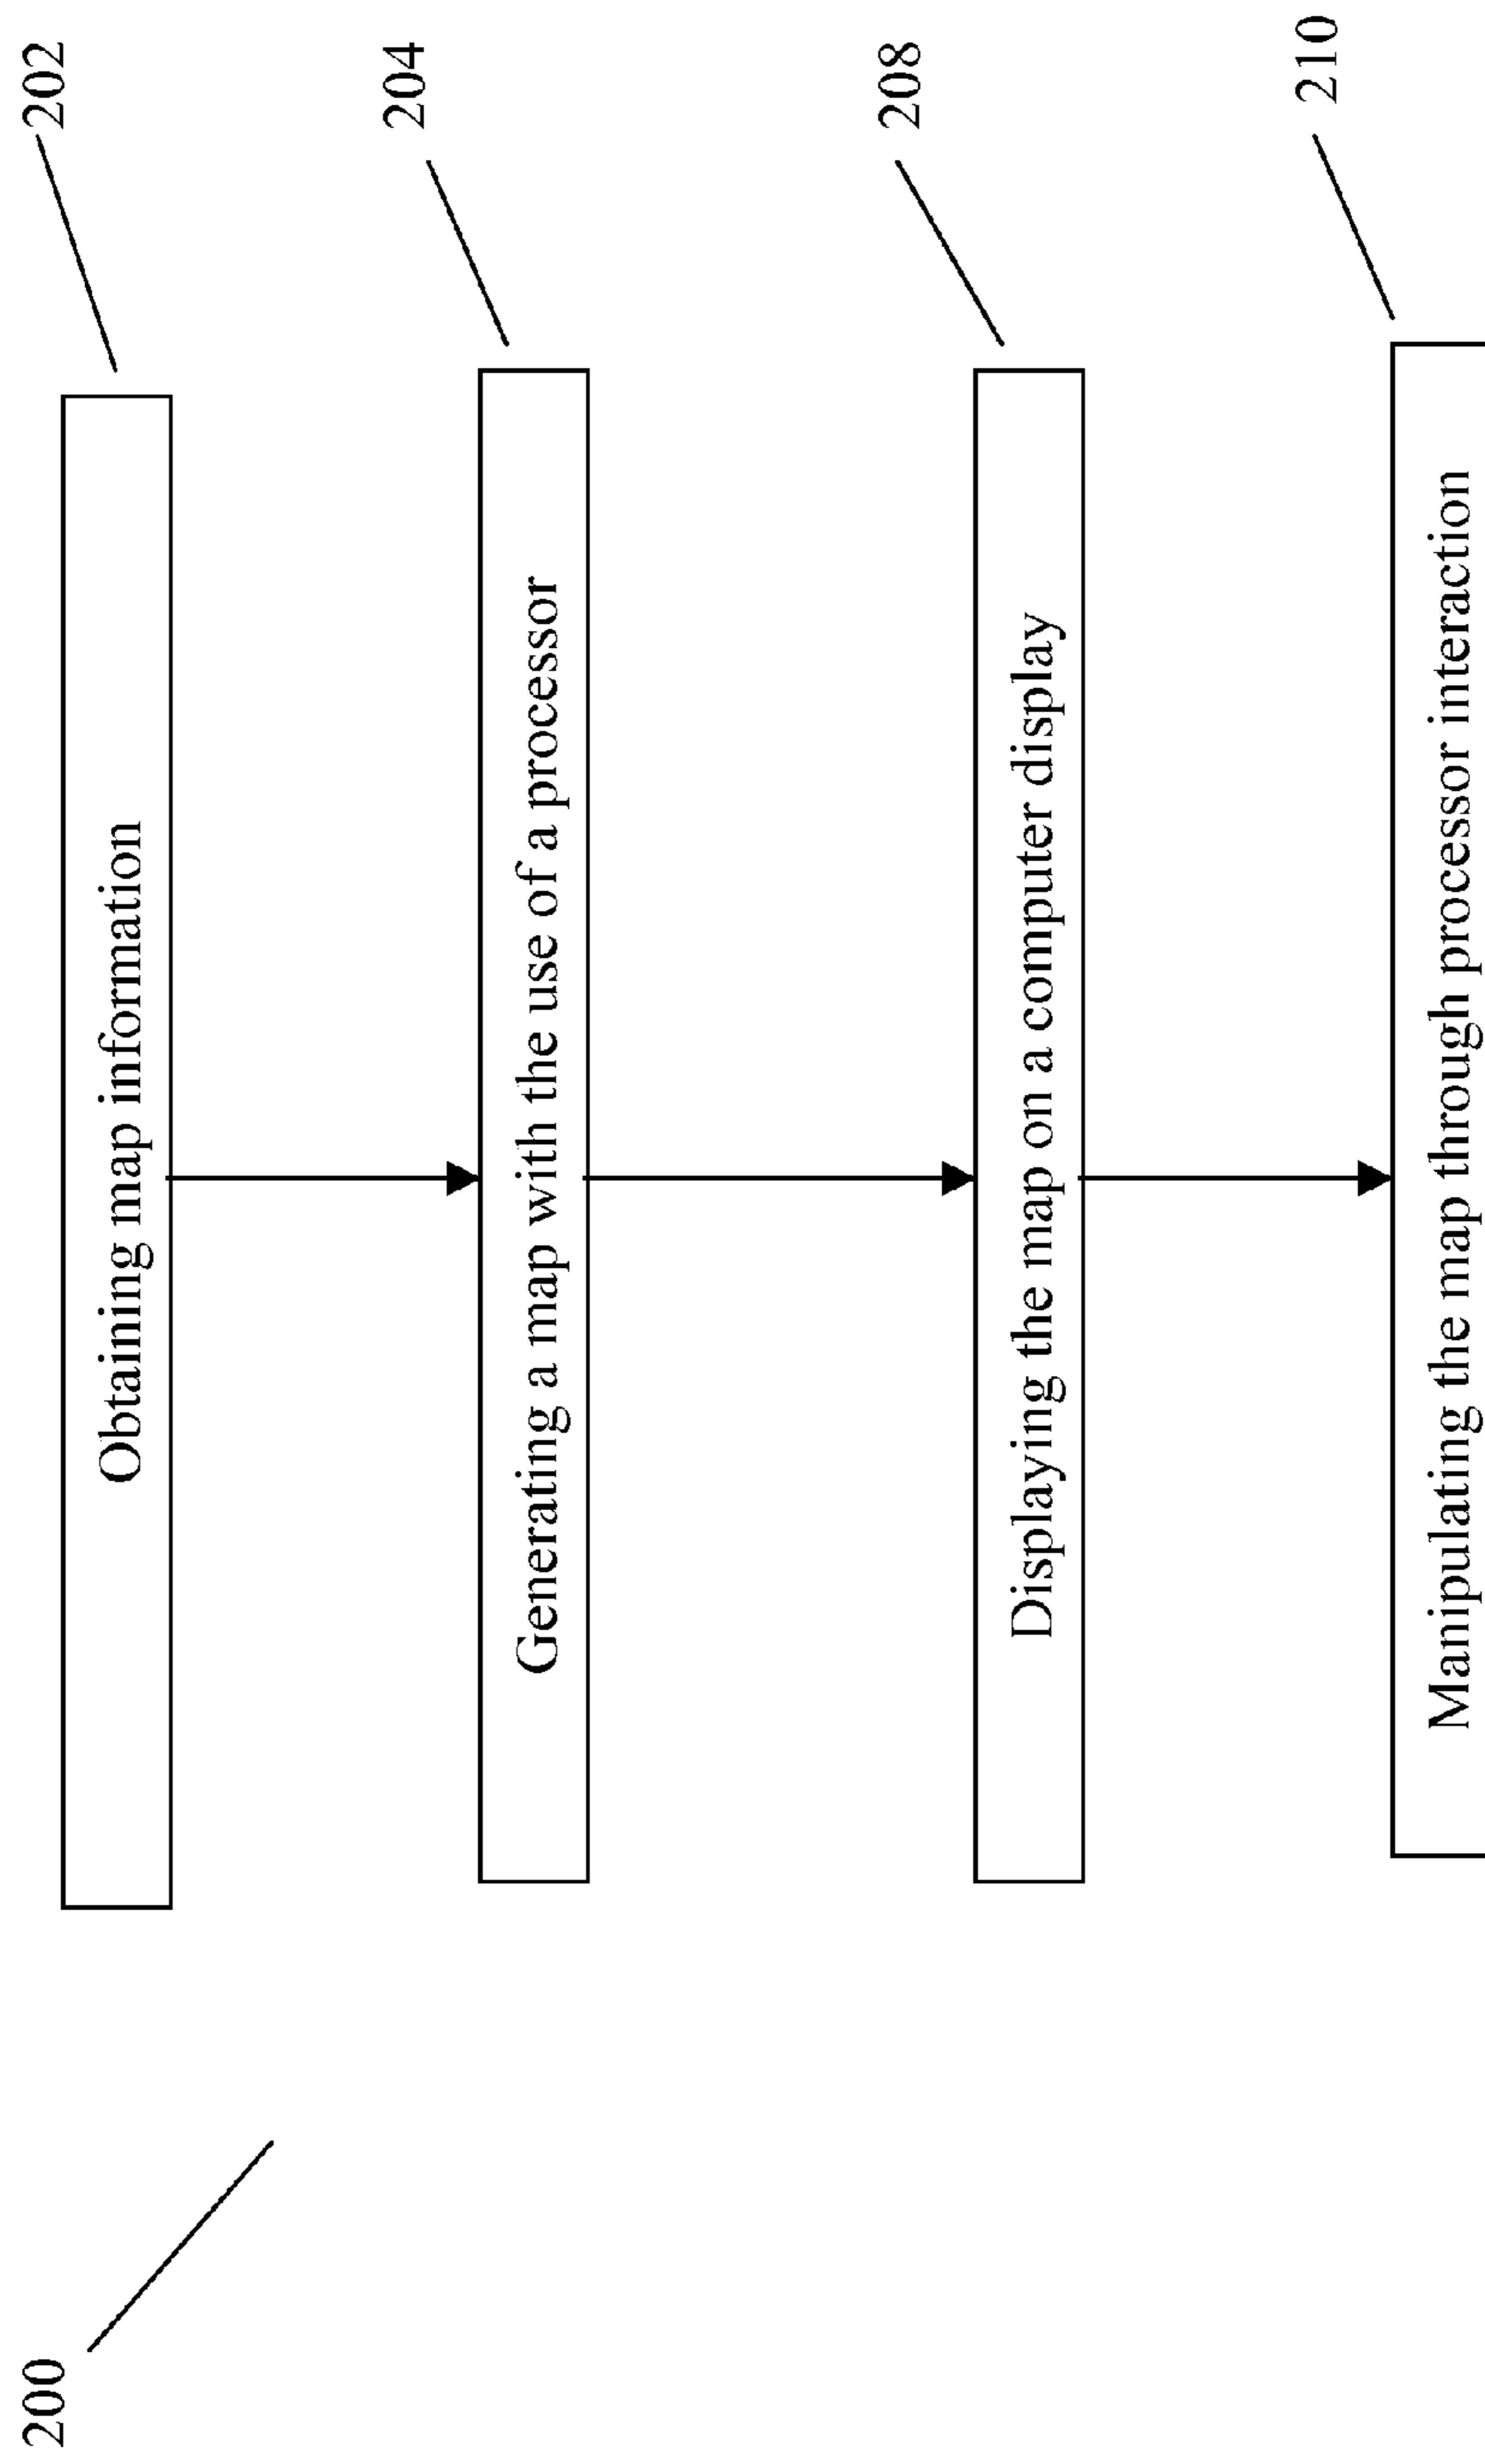 200
202
Obtaining map information
204
Generating a map with the use of a processor
208
Displaying the map on a computer display
210
Manipulating the map through processor interaction